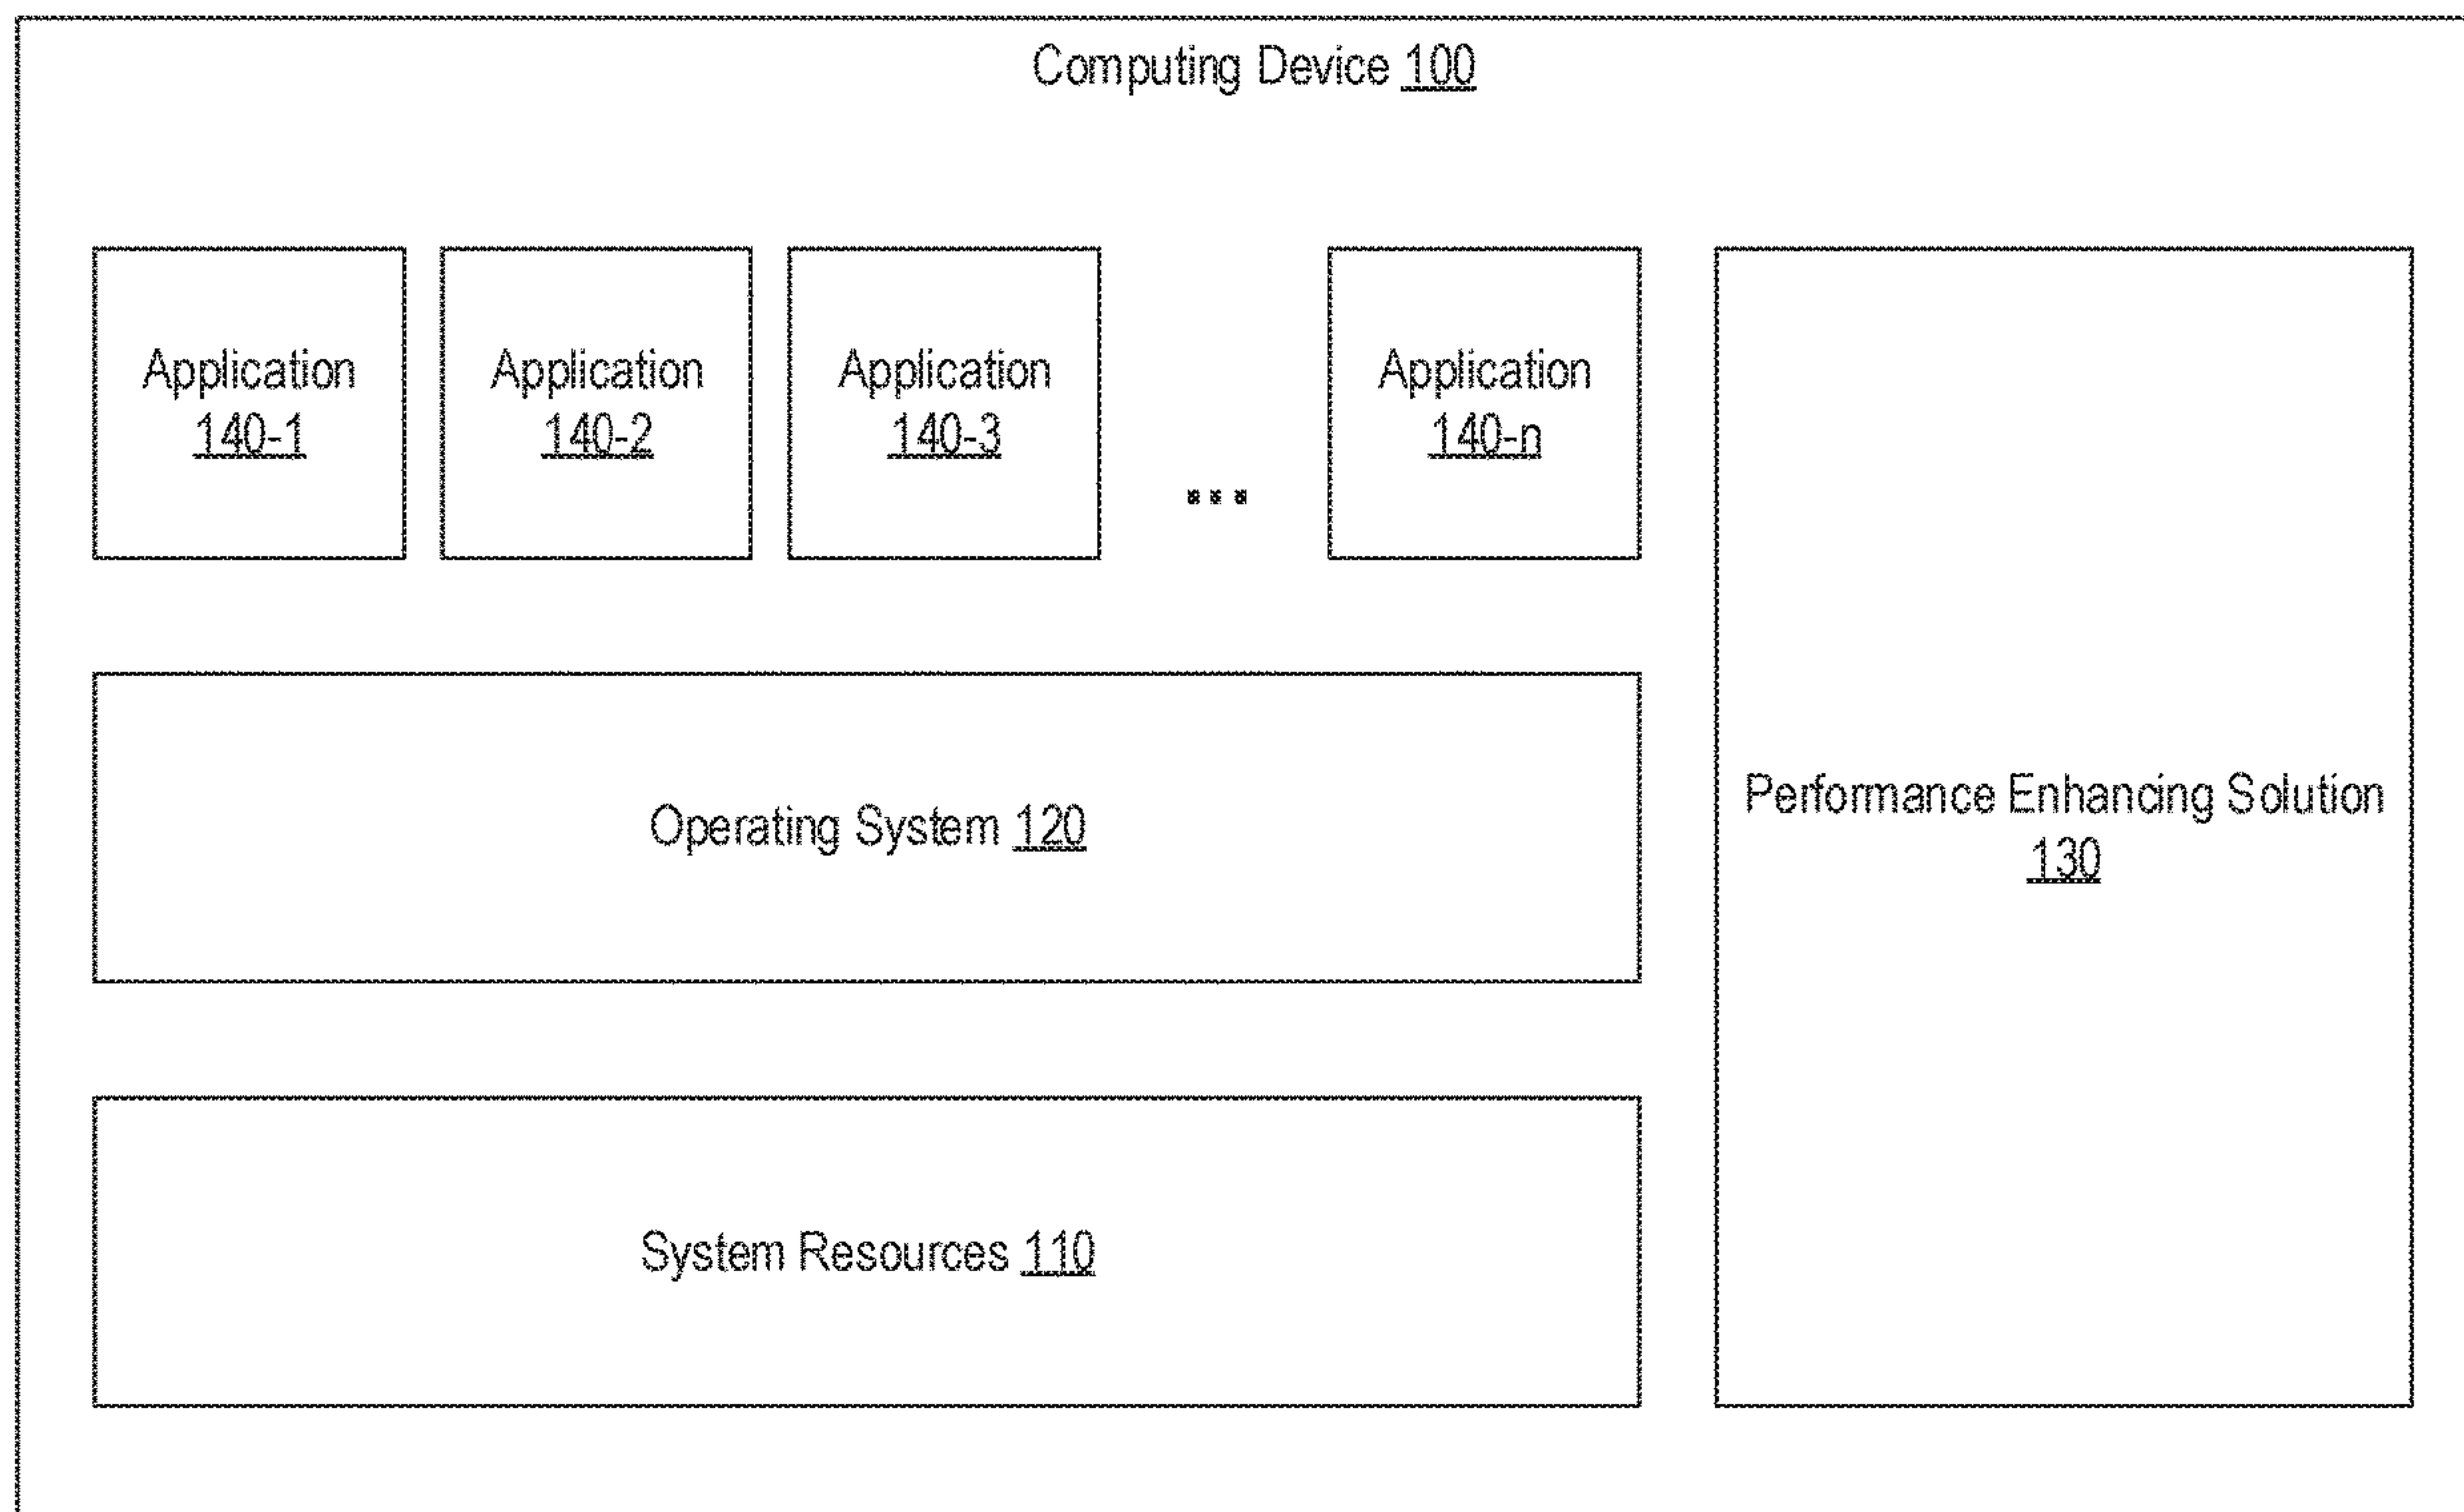 Computing Device 100
Application
140-1
Application
140-2
Application
140-3
...
Application
140-n
Operating System 120
Performance Enhancing Solution
130
System Resources 110